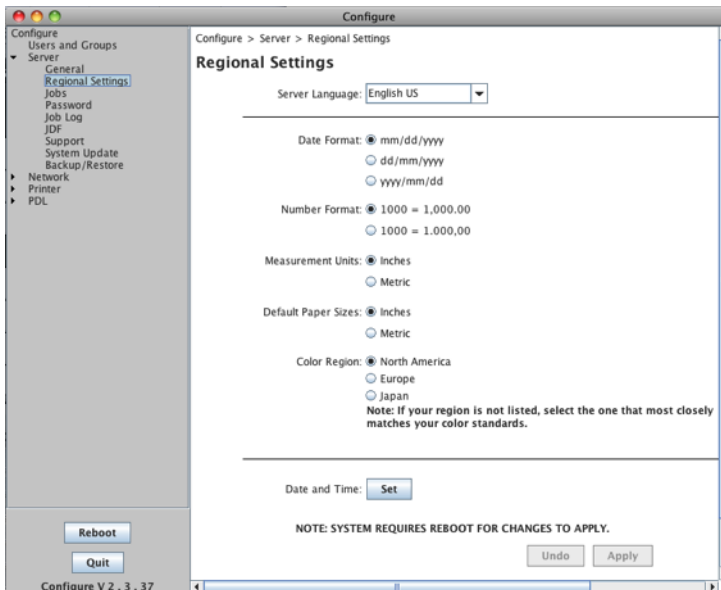 Configure
Configure
Users and Groups
Server
General
Regional Settings
Jobs
Password
Job Log
JDF
Support
System Update
Backup/Restore
Network
Printer
PDL
Reboot
Quit
Configure V 2 . 3 . 37
Configure > Server > Regional Settings
Regional Settings
Server Language: English US
Date Format: mm/dd/yyyy
dd/mm/yyyy
yyyy/mm/dd
Number Format: 1000 = 1,000.00
1000 = 1.000,00
Measurement Units: Inches
Metric
Default Paper Sizes: Inches
Metric
Color Region: North America
Europe
Japan
Note: If your region is not listed, select the one that most closely
matches your color standards.
Date and Time: Set
NOTE: SYSTEM REQUIRES REBOOT FOR CHANGES TO APPLY.
Undo Apply